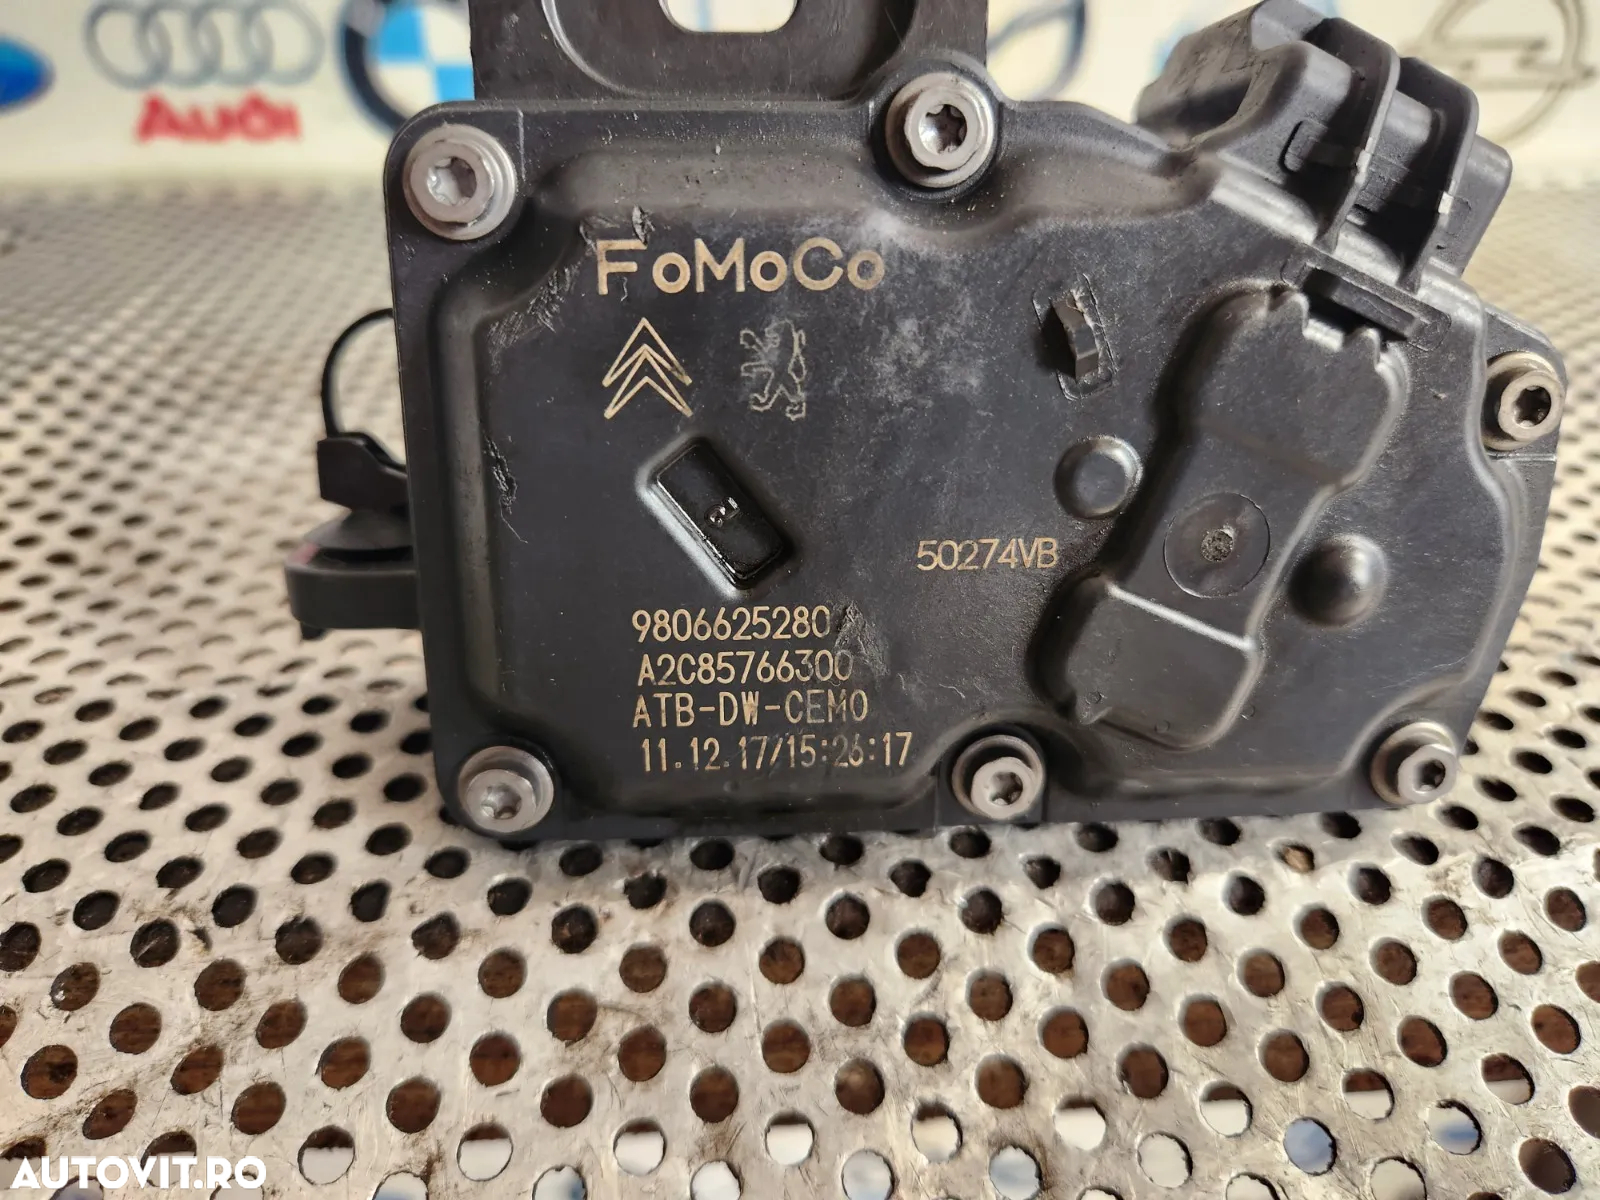 Audi
FoMoCo
50274VB
9806625280
A2C85766300
ATB-DW-CEM0
11.12.17/15:26:17
AUTOVIT.RO